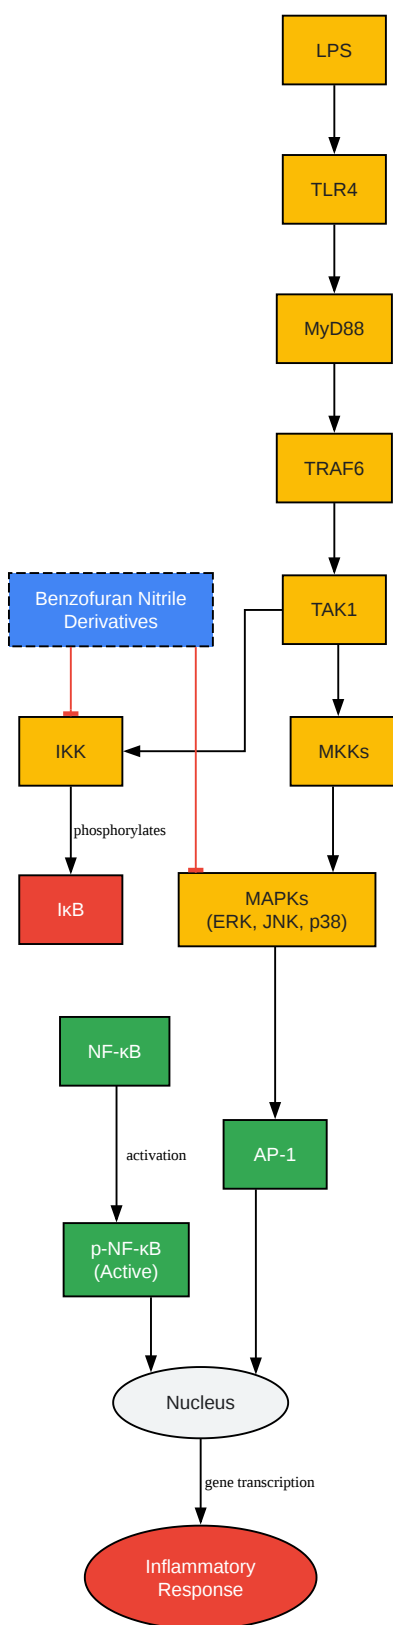 LPS
TLR4
MyD88
TRAF6
Benzofuran Nitrile
Derivatives
TAK1
IKK
MKKs
phosphorylates
IκB
MAPKs
(ERK, JNK, p38)
NF-κB
activation
AP-1
p-NF-κB
(Active)
Nucleus
gene transcription
Inflammatory
Response